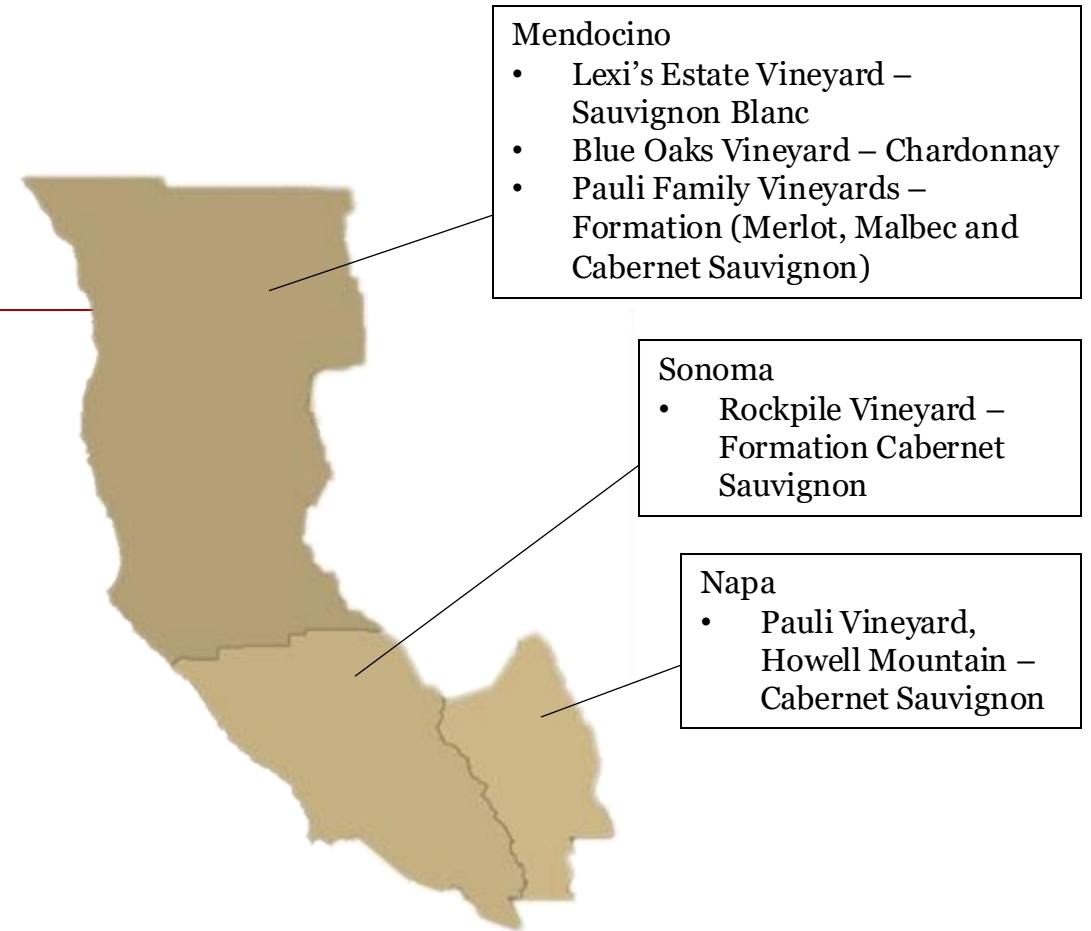 Mendocino
• Lexi’s Estate Vineyard –
Sauvignon Blanc
• Blue Oaks Vineyard – Chardonnay
• Pauli Family Vineyards –
Formation (Merlot, Malbec and
Cabernet Sauvignon)
Sonoma
• Rockpile Vineyard –
Formation Cabernet
Sauvignon
Napa
• Pauli Vineyard,
Howell Mountain –
Cabernet Sauvignon